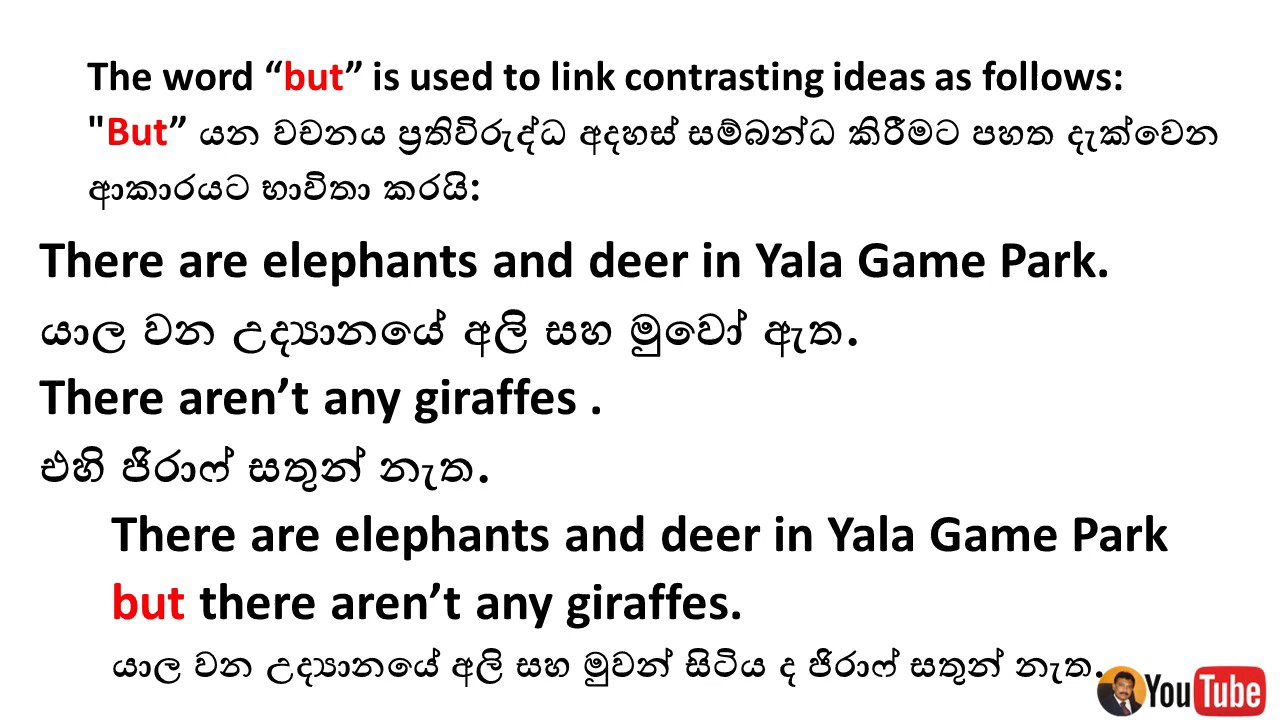 The word “but” is used to link contrasting ideas as follows:
"But” යන වචනය ප්‍රතිවිරුද්ධ අදහස් සම්බන්ධ කිරීමට පහත දැක්වෙන
ආකාරයට භාවිතා කරයි:
There are elephants and deer in Yala Game Park.
යාල වන උද්‍යානයේ අලි සහ මුවෝ ඇත.
There aren’t any giraffes .
එහි ජිරාෆ් සතුන් නැත.
There are elephants and deer in Yala Game Park
but there aren’t any giraffes.
යාල වන උද්‍යානයේ අලි සහ මුවන් සිටිය ද ජිරාෆ් සතුන් නැත.
YouTube